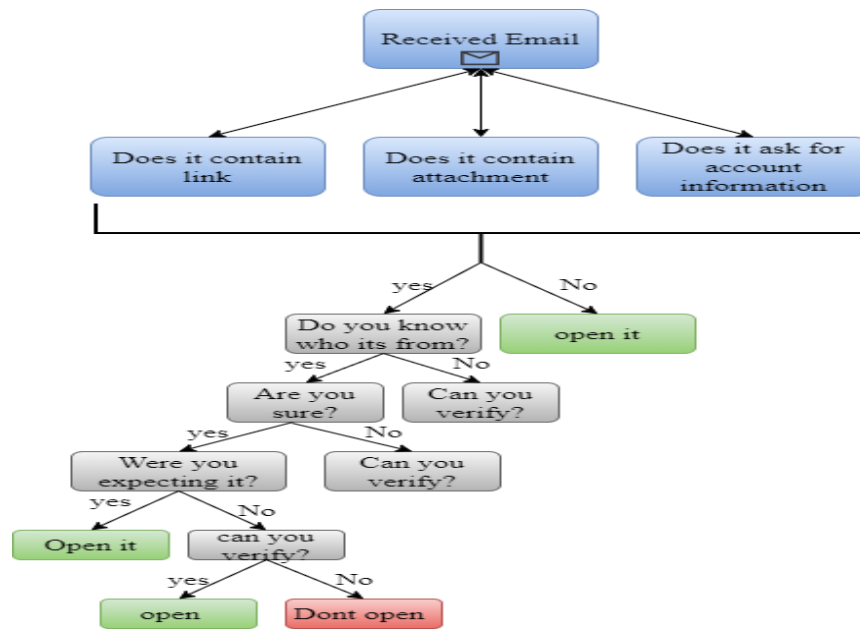 Received Email
Does it contain
link
Does it contain
attachment
Does it ask for
account
information
yes
No
Do you know
who its from?
open it
yes
No
Are you
sure?
Can you
verify?
yes
No
Were you
expecting it?
Can you
verify?
yes
No
Open it
can you
verify?
yes
No
open
Dont open